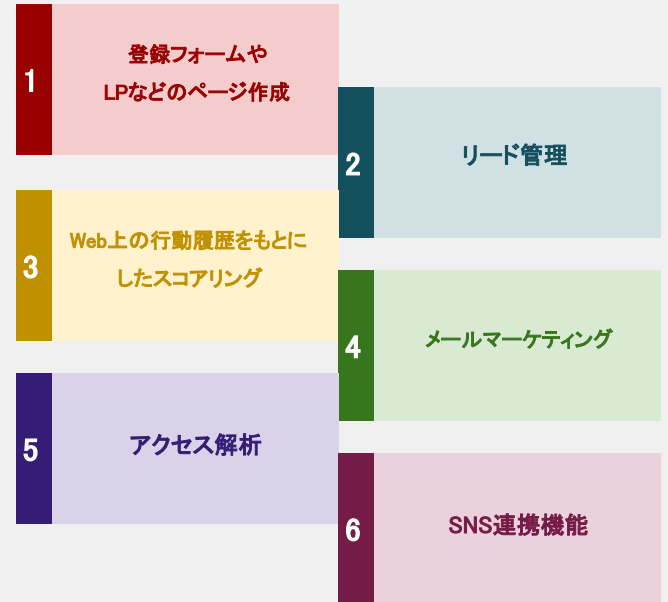 1
登録フォームや
LPなどのページ作成
2
リード管理
3
Web上の行動履歴をもとに
したスコアリング
4
メールマーケティング
5
アクセス解析
6
SNS連携機能